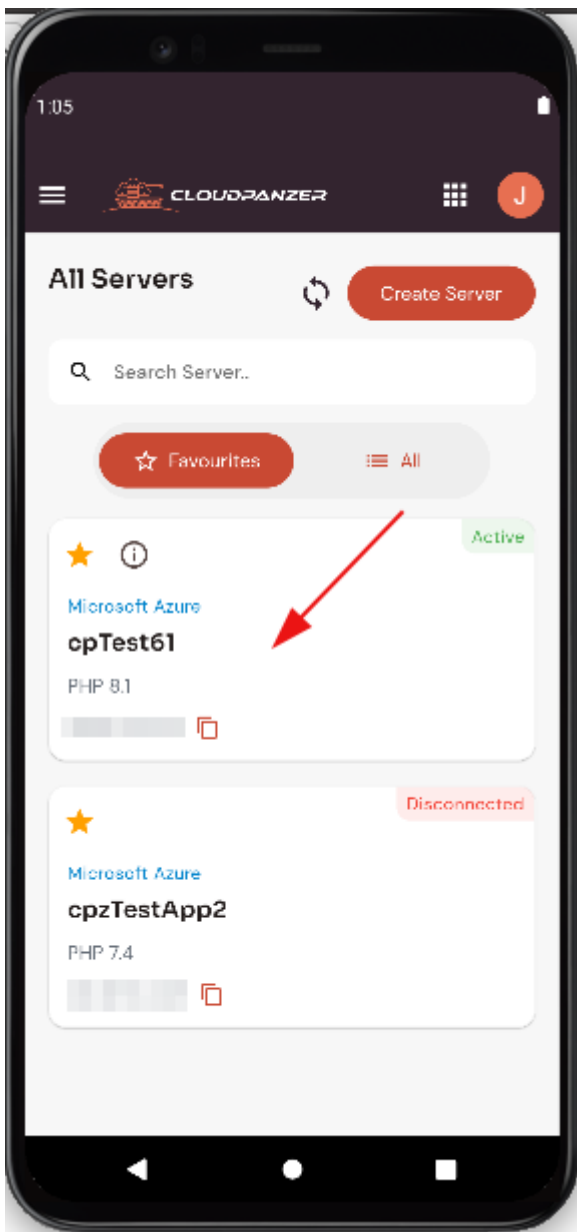 1:05
CLOUDPANZER
J
All Servers
Create Server
Search Server..
Favourites
All
Active
Microsoft Azure
cpTest61
PHP 8.1
Disconnected
Microsoft Azure
cpzTestApp2
PHP 7.4